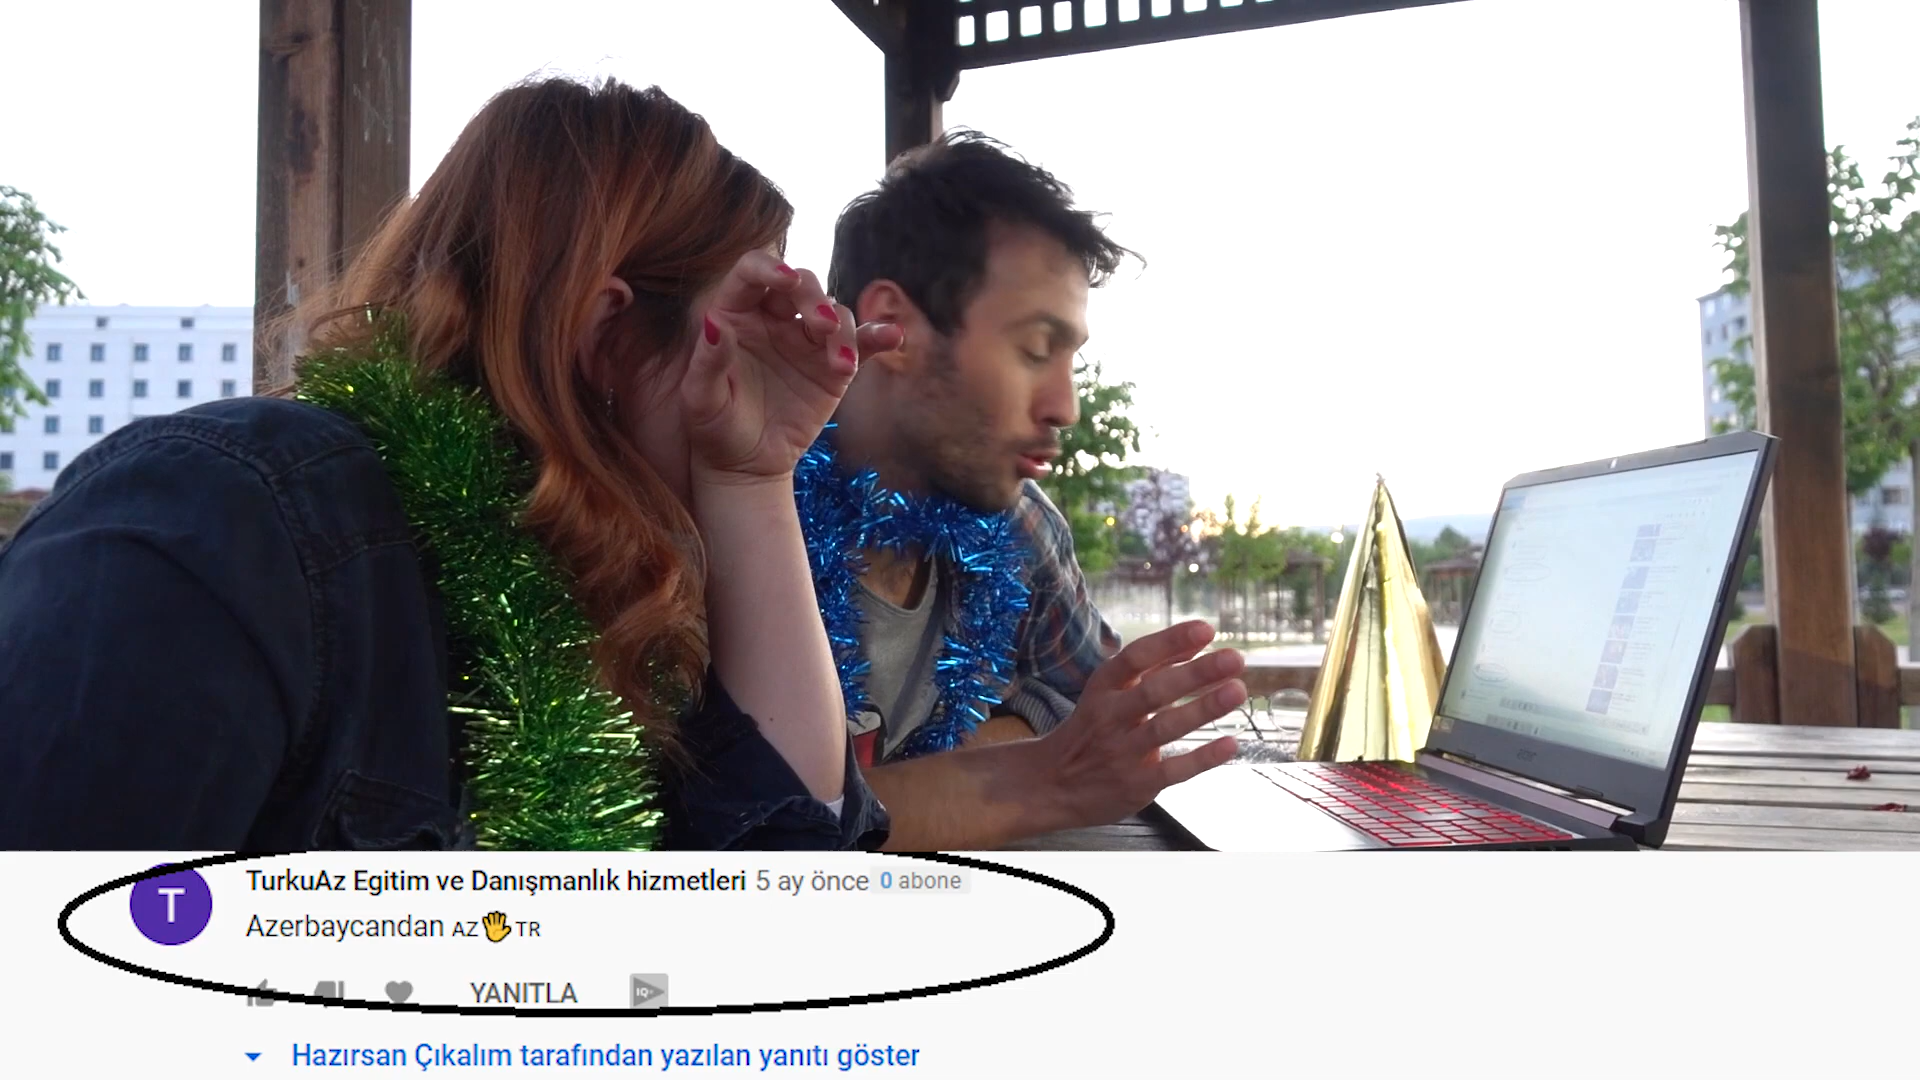 TurkuAz Egitim ve Danışmanlık hizmetleri 5 ay önce 0 abone
T
Azerbaycandan AZ🖐TR
YANITLA
IQ
Hazırsan Çıkalım tarafından yazılan yanıtı göster